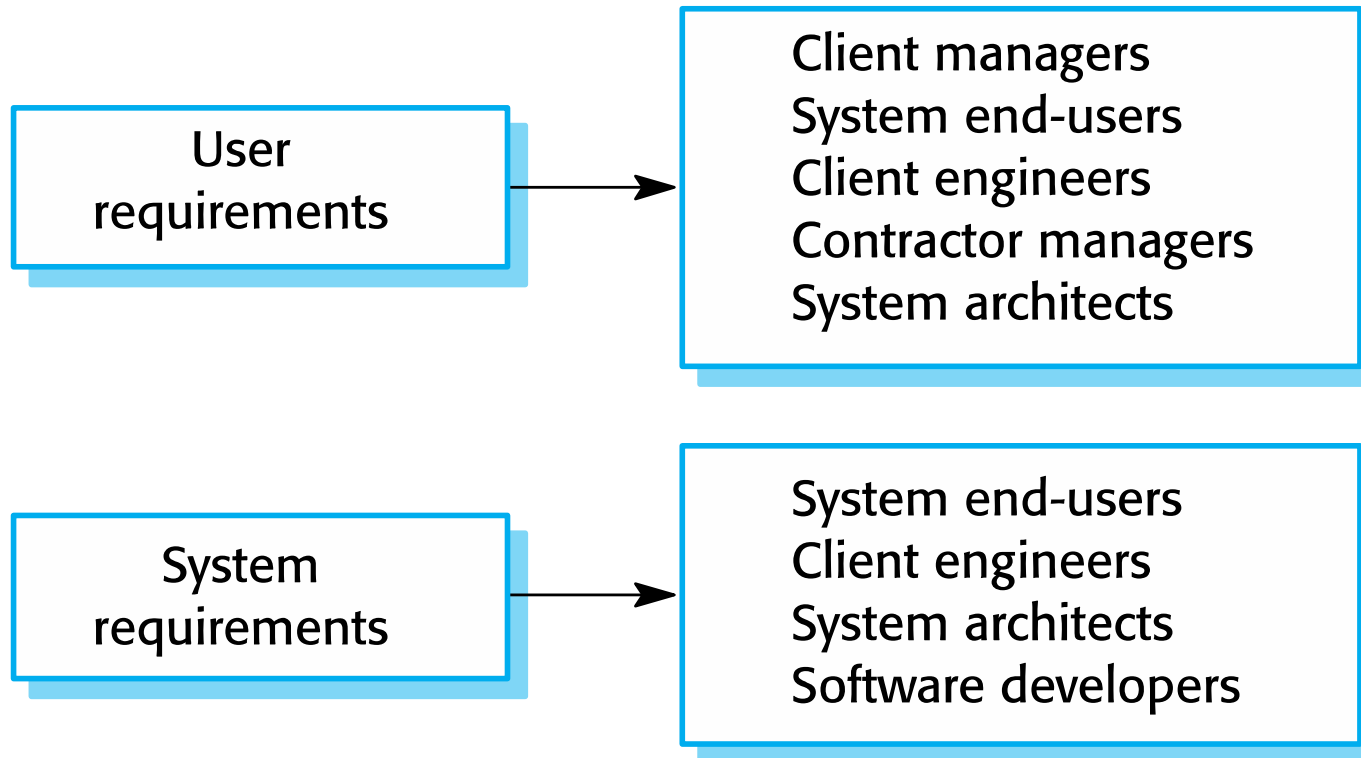 User
requirements
Client managers
System end-users
Client engineers
Contractor managers
System architects
System
requirements
System end-users
Client engineers
System architects
Software developers